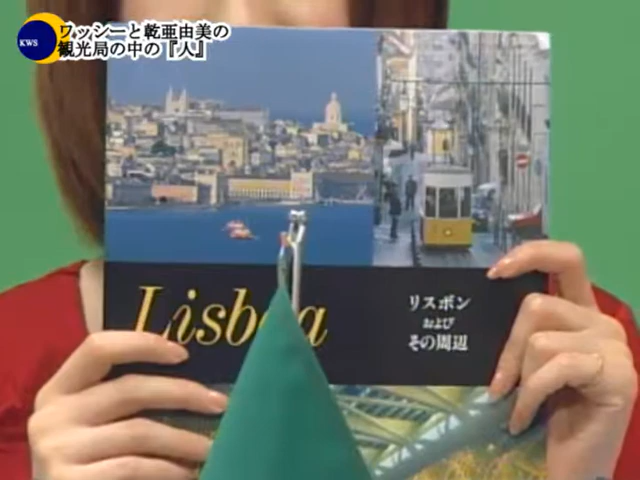 KWS
ワッシーと乾亜由美の
観光局の中の『人』
Lisboa
リスボン
および
その周辺